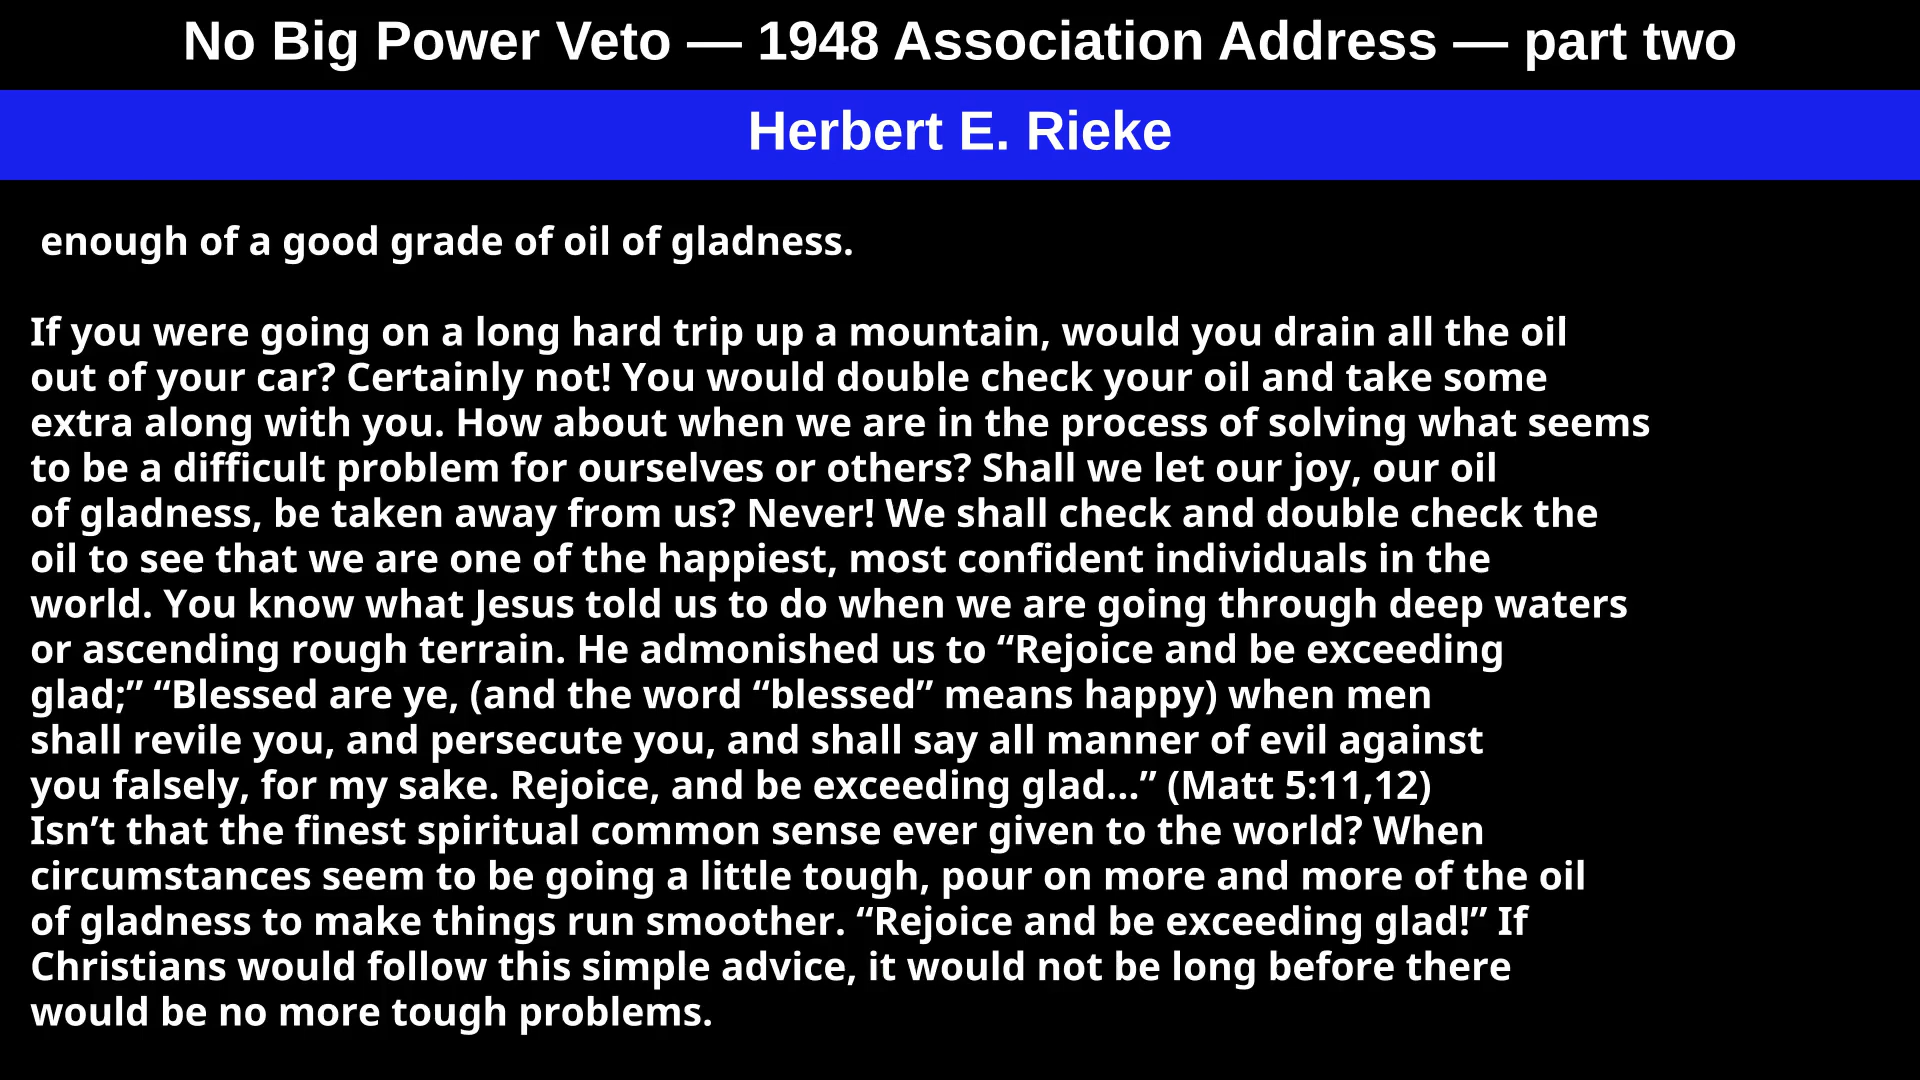 No Big Power Veto — 1948 Association Address — part two
Herbert E. Rieke
enough of a good grade of oil of gladness.
If you were going on a long hard trip up a mountain, would you drain all the oil
out of your car? Certainly not! You would double check your oil and take some
extra along with you. How about when we are in the process of solving what seems
to be a difficult problem for ourselves or others? Shall we let our joy, our oil
of gladness, be taken away from us? Never! We shall check and double check the
oil to see that we are one of the happiest, most confident individuals in the
world. You know what Jesus told us to do when we are going through deep waters
or ascending rough terrain. He admonished us to “Rejoice and be exceeding
glad;” “Blessed are ye, (and the word “blessed” means happy) when men
shall revile you, and persecute you, and shall say all manner of evil against
you falsely, for my sake. Rejoice, and be exceeding glad...” (Matt 5:11,12)
Isn’t that the finest spiritual common sense ever given to the world? When
circumstances seem to be going a little tough, pour on more and more of the oil
of gladness to make things run smoother. “Rejoice and be exceeding glad!” If
Christians would follow this simple advice, it would not be long before there
would be no more tough problems.